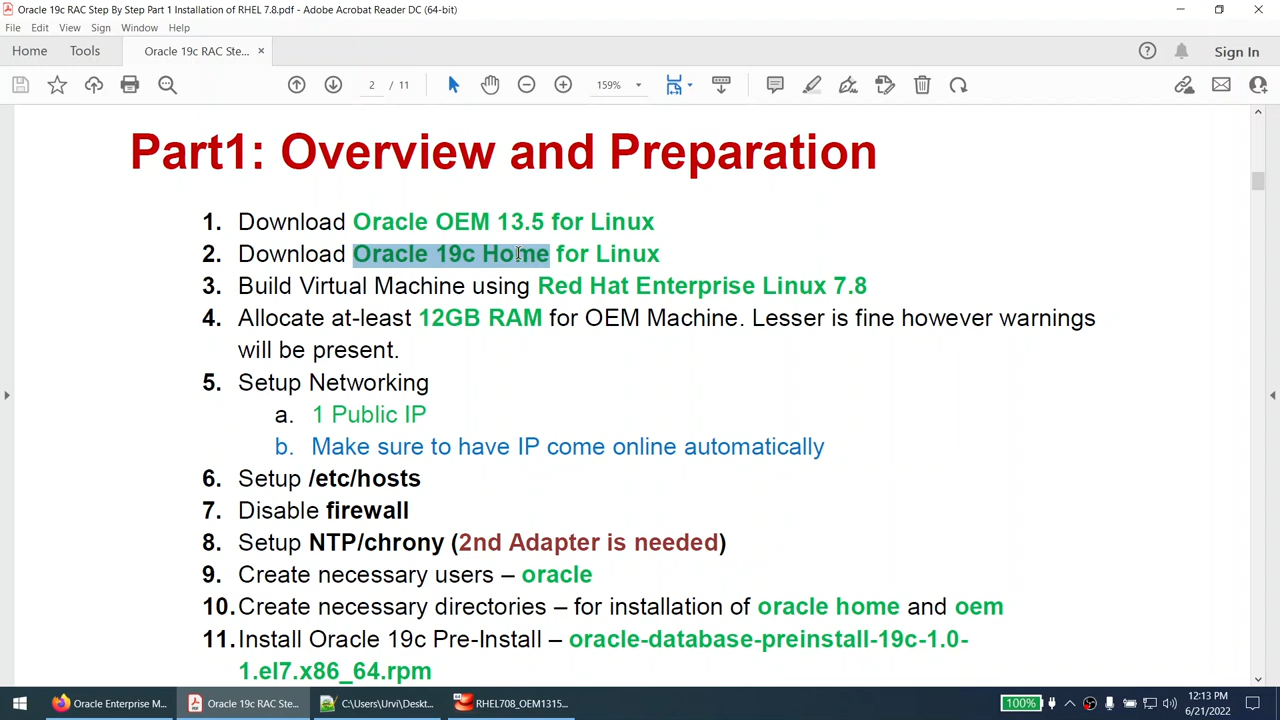 Oracle 19c RAC Step By Step Part 1 Installation of RHEL 7.8.pdf - Adobe Acrobat Reader DC (64-bit)
File Edit View Sign Window Help
Home Tools Oracle 19c RAC Ste... × Sign In
2 / 11 159%
Part1: Overview and Preparation
1. Download Oracle OEM 13.5 for Linux
2. Download Oracle 19c Home for Linux
3. Build Virtual Machine using Red Hat Enterprise Linux 7.8
4. Allocate at-least 12GB RAM for OEM Machine. Lesser is fine however warnings
will be present.
5. Setup Networking
a. 1 Public IP
b. Make sure to have IP come online automatically
6. Setup /etc/hosts
7. Disable firewall
8. Setup NTP/chrony (2nd Adapter is needed)
9. Create necessary users – oracle
10. Create necessary directories – for installation of oracle home and oem
11. Install Oracle 19c Pre-Install – oracle-database-preinstall-19c-1.0-
1.el7.x86_64.rpm
Oracle Enterprise M... Oracle 19c RAC Ste... C:\Users\Urvi\Deskt... RHEL708_OEM1315... 100% 12:13 PM
6/21/2022